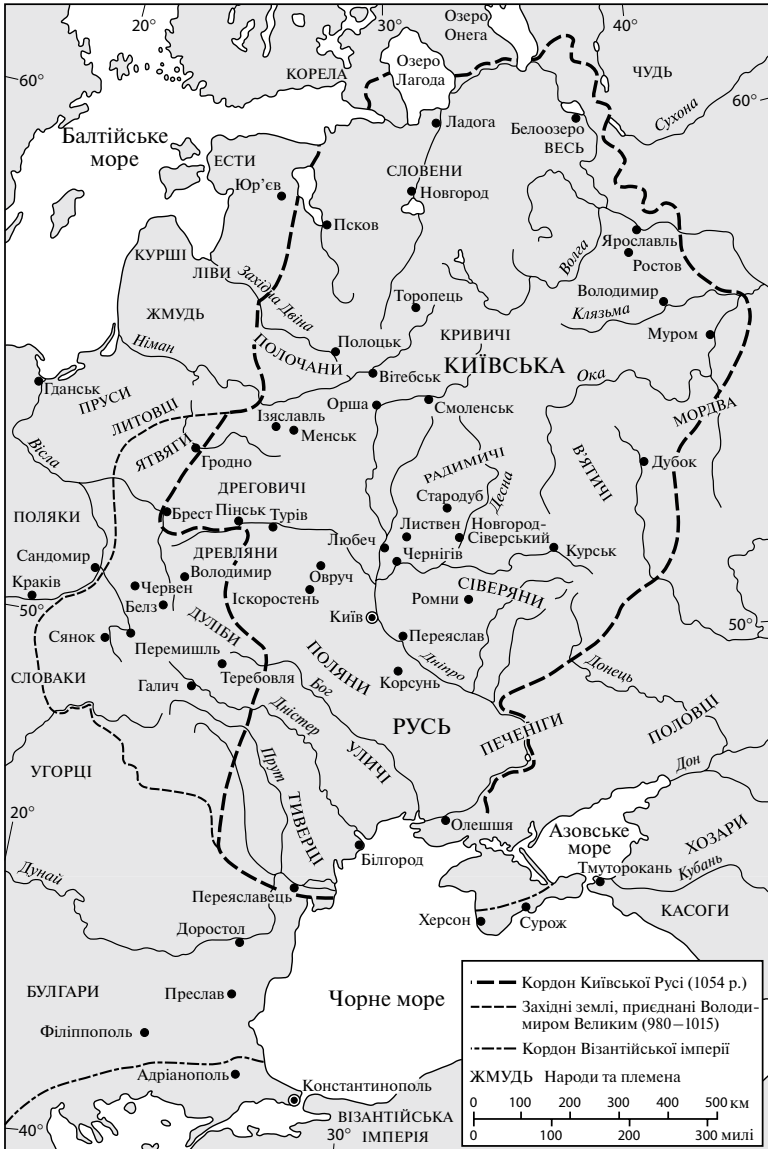 20°
30°
40°
Озеро
Онега
Озеро
Лагода
КОРЕЛА
ЧУДЬ
60°
60°
Сухона
Ладога
Белоозеро
ВЕСЬ
Балтійське
море
ЕСТИ
СЛОВЕНИ
Юр’єв
Новгород
Псков
Ярославль
Ростов
Волга
КУРШІ
ЛІВИ
Західна Двіна
Торопець
Володимир
Клязьма
ЖМУДЬ
Муром
Німан
Полоцьк
КРИВИЧІ
ПОЛОЧАНИ
Вітебськ
КИЇВСЬКА
Гданськ
ПРУСИ
Ока
ЛИТОВЦІ
Орша
Смоленськ
МОРДВА
Ізяславль
Менськ
Вісла
ЯТВЯГИ
Гродно
РАДИМИЧІ
В’ЯТИЧІ
Дубок
ДРЕГОВИЧІ
Стародуб
Десна
Брест
Пінськ
Турів
ПОЛЯКИ
Листвен
Новгород-
Сіверський
Любеч
ДРЕВЛЯНИ
Чернігів
Курськ
Сандомир
Володимир
Овруч
Краків
Червен
Іскоростень
СІВЕРЯНИ
50°
Белз
Ромни
Київ
50°
Сянок
Перемишль
ДУЛІБИ
Переяслав
Теребовля
ПОЛЯНИ
Дніпро
Корсунь
Донець
СЛОВАКИ
Галич
Бог
Дністер
РУСЬ
ПЕЧЕНІГИ
ПОЛОВЦІ
УГОРЦІ
Прут
УЛИЧІ
Дон
20°
ТИВЕРЦІ
Олешшя
Азовське
море
ХОЗАРИ
Білгород
Тмуторокань
Кубань
Дунай
Переяславець
Херсон
Сурож
КАСОГИ
Доростол
БУЛГАРИ
Преслав
Чорне море
Філіппополь
Адріанополь
Константинополь
ВІЗАНТІЙСЬКА
ІМПЕРІЯ
40°
30°
Кордон Київської Русі (1054 р.)
Західні землі, приєднані Володи-
миром Великим (980–1015)
Кордон Візантійської імперії
ЖМУДЬ Народи та племена
0 100 200 300 400 500 км
0 100 200 300 милі